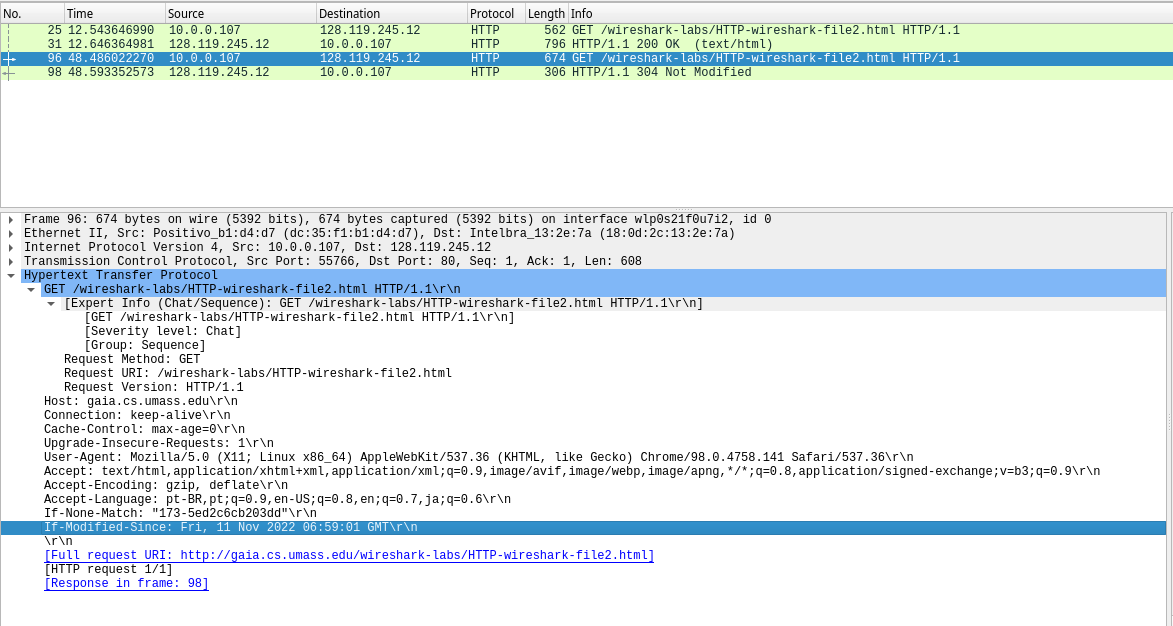 No. Time Source Destination Protocol Length Info
25 12.543646990 10.0.0.107 128.119.245.12 HTTP 562 GET /wireshark-labs/HTTP-wireshark-file2.html HTTP/1.1
31 12.646364981 128.119.245.12 10.0.0.107 HTTP 796 HTTP/1.1 200 OK  (text/html)
96 48.486022270 10.0.0.107 128.119.245.12 HTTP 674 GET /wireshark-labs/HTTP-wireshark-file2.html HTTP/1.1
98 48.593352573 128.119.245.12 10.0.0.107 HTTP 306 HTTP/1.1 304 Not Modified
Frame 96: 674 bytes on wire (5392 bits), 674 bytes captured (5392 bits) on interface wlp0s21f0u7i2, id 0
Ethernet II, Src: Positivo_b1:d4:d7 (dc:35:f1:b1:d4:d7), Dst: Intelbra_13:2e:7a (18:0d:2c:13:2e:7a)
Internet Protocol Version 4, Src: 10.0.0.107, Dst: 128.119.245.12
Transmission Control Protocol, Src Port: 55766, Dst Port: 80, Seq: 1, Ack: 1, Len: 608
Hypertext Transfer Protocol
GET /wireshark-labs/HTTP-wireshark-file2.html HTTP/1.1\r\n
[Expert Info (Chat/Sequence): GET /wireshark-labs/HTTP-wireshark-file2.html HTTP/1.1\r\n]
[GET /wireshark-labs/HTTP-wireshark-file2.html HTTP/1.1\r\n]
[Severity level: Chat]
[Group: Sequence]
Request Method: GET
Request URI: /wireshark-labs/HTTP-wireshark-file2.html
Request Version: HTTP/1.1
Host: gaia.cs.umass.edu\r\n
Connection: keep-alive\r\n
Cache-Control: max-age=0\r\n
Upgrade-Insecure-Requests: 1\r\n
User-Agent: Mozilla/5.0 (X11; Linux x86_64) AppleWebKit/537.36 (KHTML, like Gecko) Chrome/98.0.4758.141 Safari/537.36\r\n
Accept: text/html,application/xhtml+xml,application/xml;q=0.9,image/avif,image/webp,image/apng,*/*;q=0.8,application/signed-exchange;v=b3;q=0.9\r\n
Accept-Encoding: gzip, deflate\r\n
Accept-Language: pt-BR,pt;q=0.9,en-US;q=0.8,en;q=0.7,ja;q=0.6\r\n
If-None-Match: "173-5ed2c6cb203dd"\r\n
If-Modified-Since: Fri, 11 Nov 2022 06:59:01 GMT\r\n
\r\n
[Full request URI: http://gaia.cs.umass.edu/wireshark-labs/HTTP-wireshark-file2.html]
[HTTP request 1/1]
[Response in frame: 98]